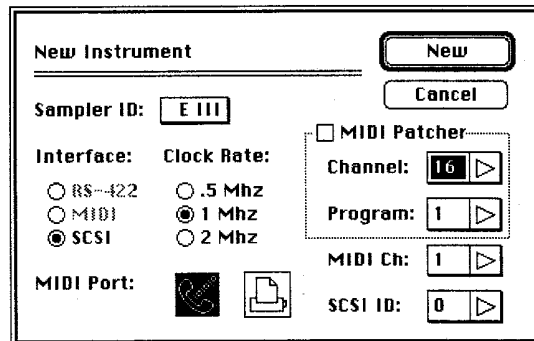 New Instrument
New
Cancel
Sampler ID: E III
MIDI Patcher
Interface:
RS-422
MIDI
SCSI
Clock Rate:
.5 Mhz
1 Mhz
2 Mhz
Channel: 16
Program: 1
MIDI Ch: 1
SCSI ID: 0
MIDI Port: